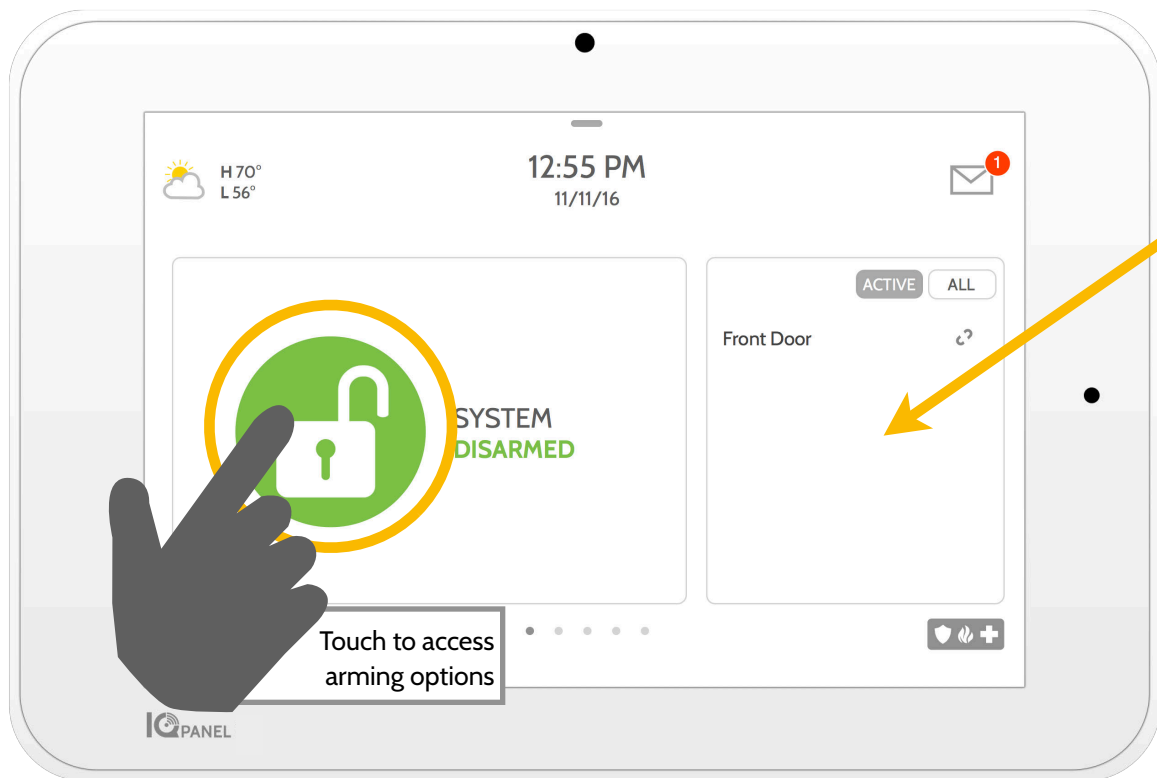 H 70°
L 56°
12:55 PM
11/11/16
1
ACTIVE
ALL
Front Door
SYSTEM
DISARMED
Touch to access
arming options
IQ PANEL